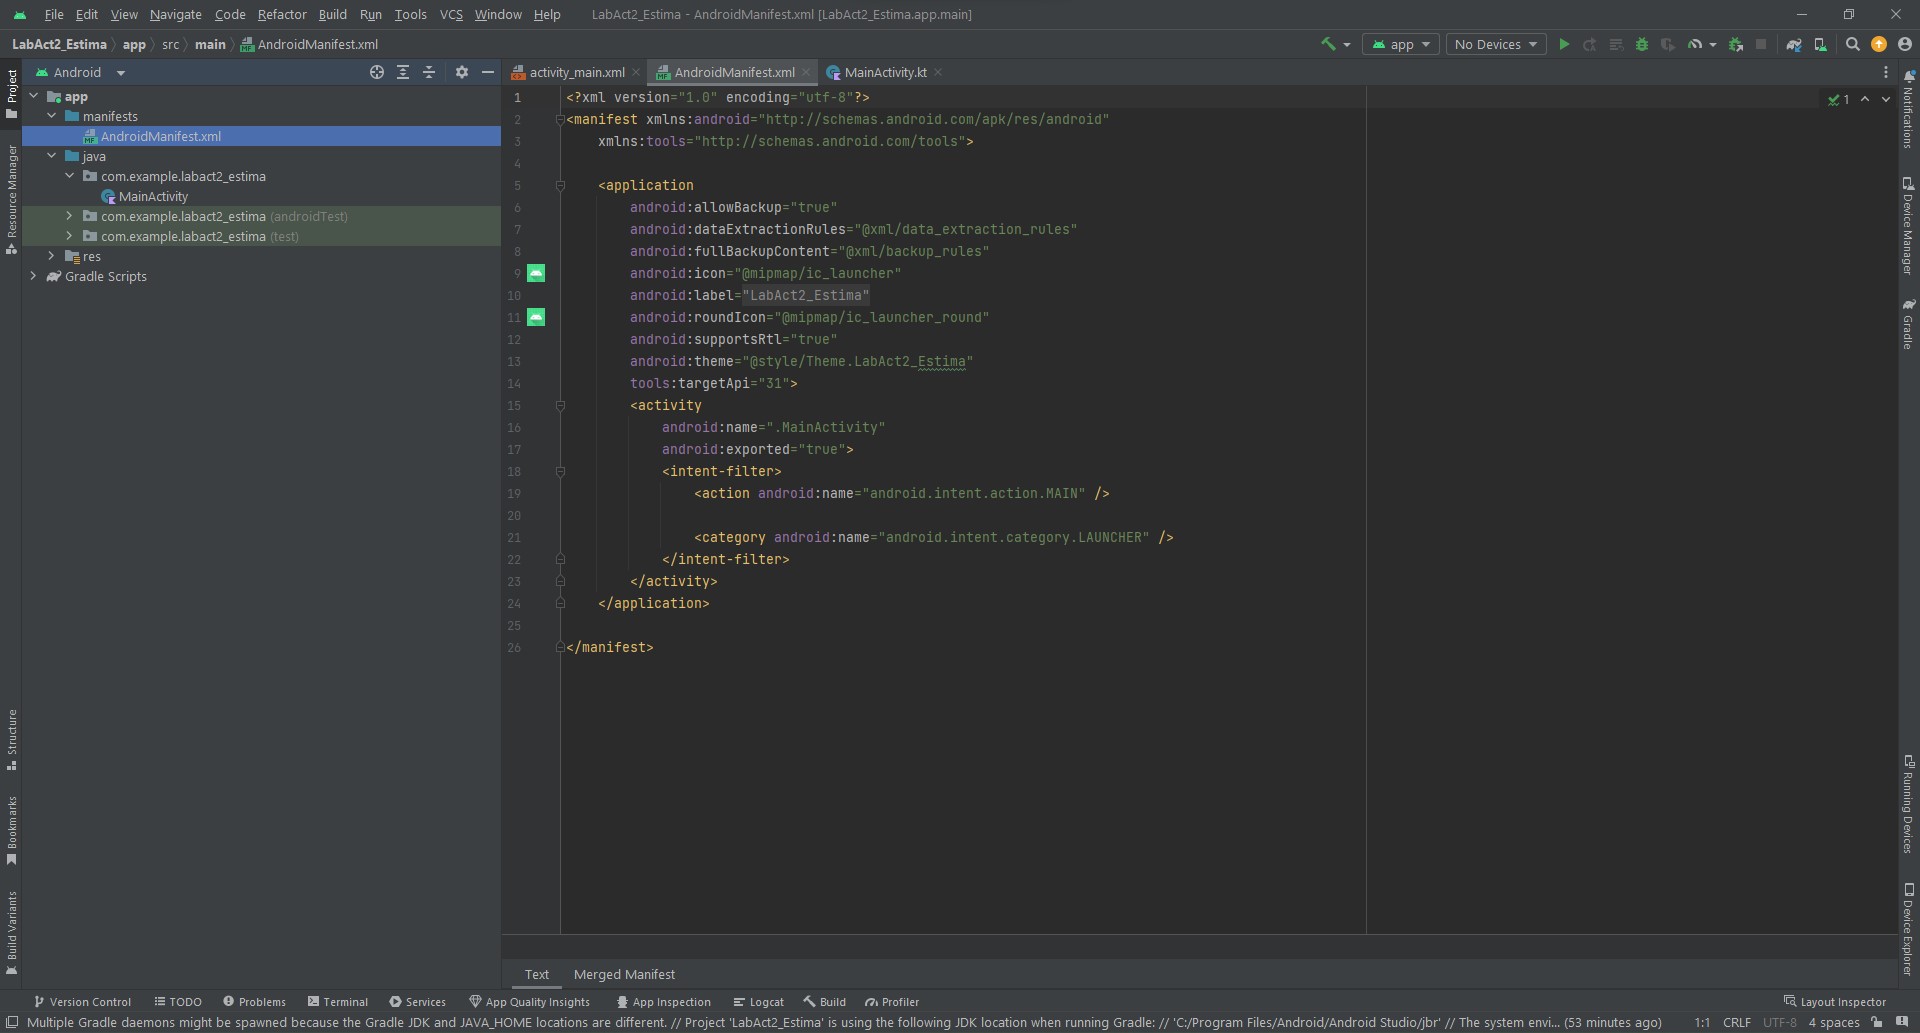 File Edit View Navigate Code Refactor Build Run Tools VCS Window Help LabAct2_Estima - AndroidManifest.xml [LabAct2_Estima.app.main]
LabAct2_Estima app src main AndroidManifest.xml app No Devices
Project
Resource Manager
Structure
Bookmarks
Build Variants
Android
app
manifests
AndroidManifest.xml
java
com.example.labact2_estima
MainActivity
com.example.labact2_estima (androidTest)
com.example.labact2_estima (test)
res
Gradle Scripts
activity_main.xml AndroidManifest.xml MainActivity.kt
1
1 <?xml version="1.0" encoding="utf-8"?>
2 <manifest xmlns:android="http://schemas.android.com/apk/res/android"
3 xmlns:tools="http://schemas.android.com/tools">
4
5 <application
6 android:allowBackup="true"
7 android:dataExtractionRules="@xml/data_extraction_rules"
8 android:fullBackupContent="@xml/backup_rules"
9 android:icon="@mipmap/ic_launcher"
10 android:label="LabAct2_Estima"
11 android:roundIcon="@mipmap/ic_launcher_round"
12 android:supportsRtl="true"
13 android:theme="@style/Theme.LabAct2_Estima"
14 tools:targetApi="31">
15 <activity
16 android:name=".MainActivity"
17 android:exported="true">
18 <intent-filter>
19 <action android:name="android.intent.action.MAIN" />
20
21 <category android:name="android.intent.category.LAUNCHER" />
22 </intent-filter>
23 </activity>
24 </application>
25
26 </manifest>
Text Merged Manifest
Notifications
Device Manager
Gradle
Running Devices
Device Explorer
Version Control TODO Problems Terminal Services App Quality Insights App Inspection Logcat Build Profiler Layout Inspector
Multiple Gradle daemons might be spawned because the Gradle JDK and JAVA_HOME locations are different. // Project 'LabAct2_Estima' is using the following JDK location when running Gradle: // 'C:/Program Files/Android/Android Studio/jbr' // The system envi... (53 minutes ago) 1:1 CRLF UTF-8 4 spaces